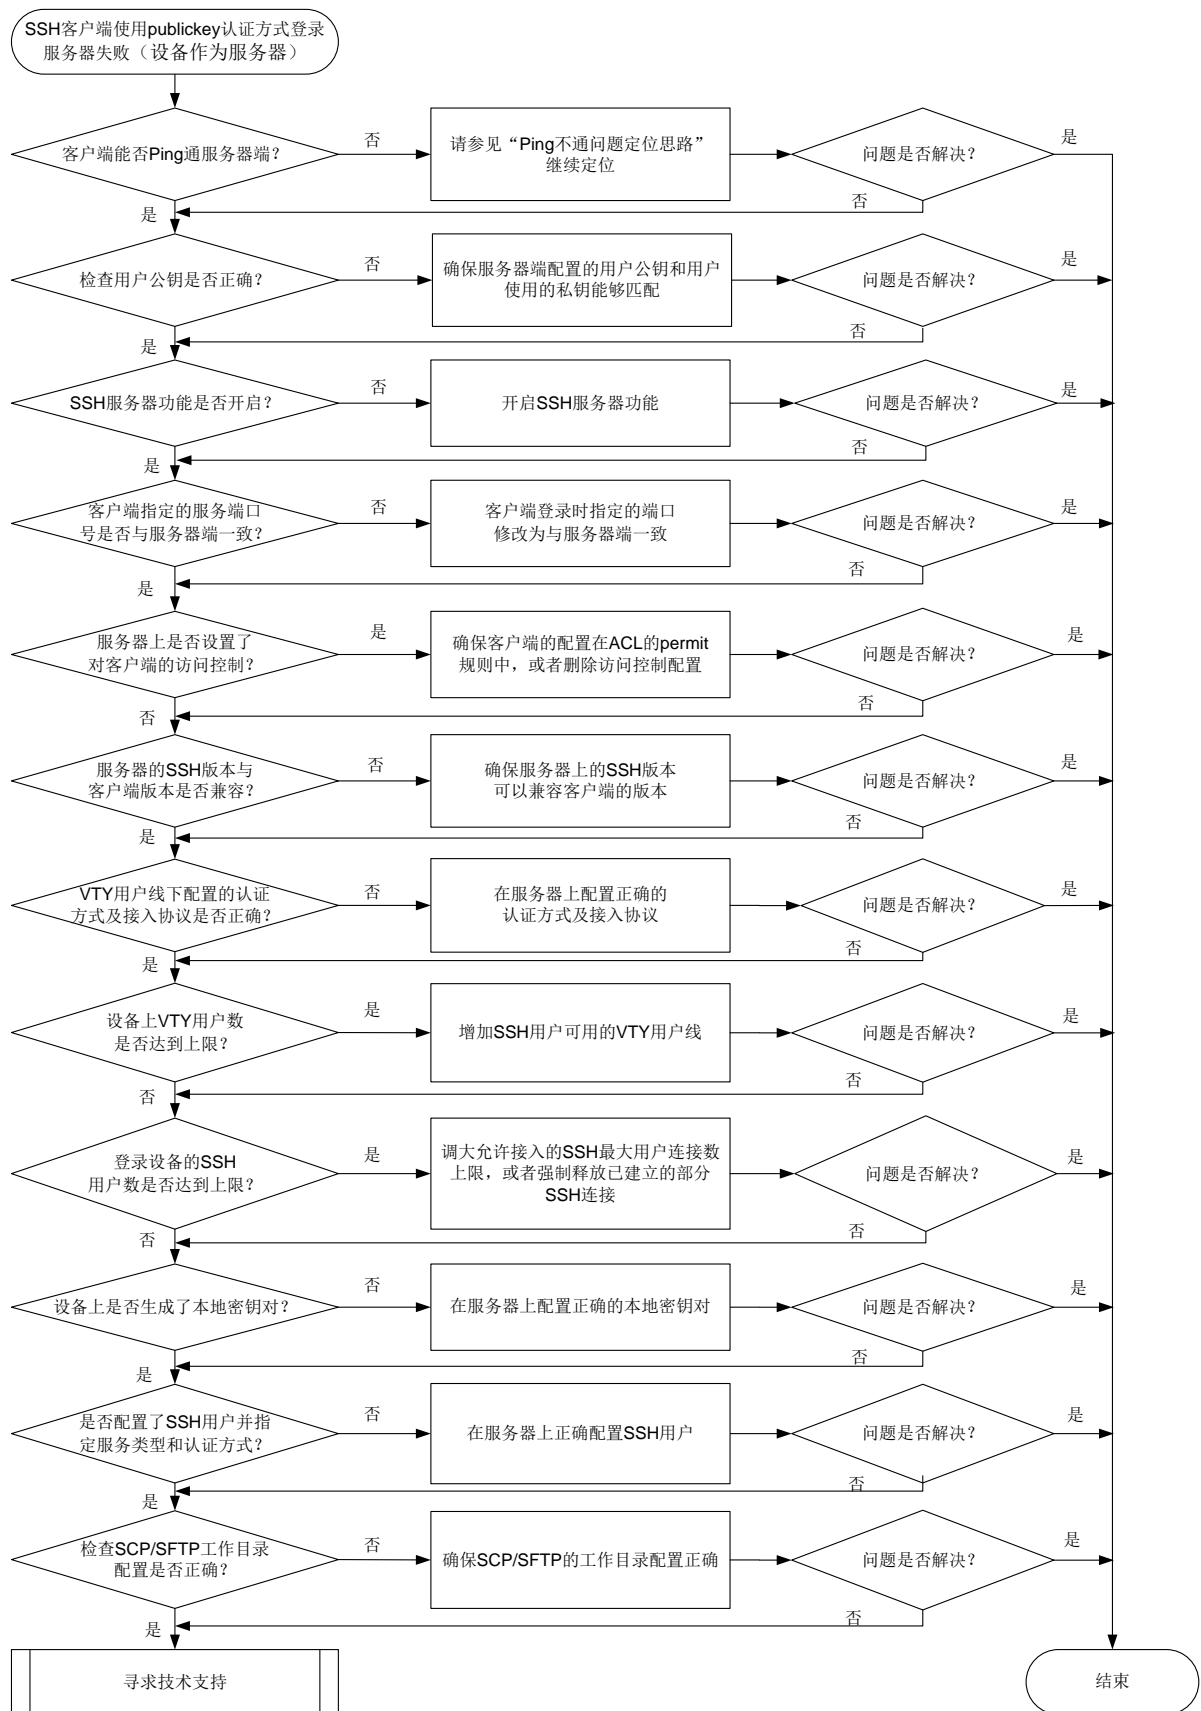 SSH客户端使用publickey认证方式登录
服务器失败（设备作为服务器）
客户端能否Ping通服务器端？
否
请参见“Ping不通问题定位思路”
继续定位
问题是否解决？
是
否
是
检查用户公钥是否正确？
否
确保服务器端配置的用户公钥和用户
使用的私钥能够匹配
问题是否解决？
是
否
是
SSH服务器功能是否开启？
否
开启SSH服务器功能
问题是否解决？
是
否
是
客户端指定的服务端口
号是否与服务器端一致？
否
客户端登录时指定的端口
修改为与服务器端一致
问题是否解决？
是
否
是
服务器上是否设置了
对客户端的访问控制？
是
确保客户端的配置在ACL的permit
规则中，或者删除访问控制配置
问题是否解决？
是
否
否
服务器的SSH版本与
客户端版本是否兼容？
否
确保服务器上的SSH版本
可以兼容客户端的版本
问题是否解决？
是
否
是
VTY用户线下配置的认证
方式及接入协议是否正确？
否
在服务器上配置正确的
认证方式及接入协议
问题是否解决？
是
否
是
设备上VTY用户数
是否达到上限？
是
增加SSH用户可用的VTY用户线
问题是否解决？
是
否
否
登录设备的SSH
用户数是否达到上限？
是
调大允许接入的SSH最大用户连接数
上限，或者强制释放已建立的部分
SSH连接
问题是否解决？
是
否
否
设备上是否生成了本地密钥对？
否
在服务器上配置正确的本地密钥对
问题是否解决？
是
否
是
是否配置了SSH用户并指
定服务类型和认证方式？
否
在服务器上正确配置SSH用户
问题是否解决？
是
否
是
检查SCP/SFTP工作目录
配置是否正确？
否
确保SCP/SFTP的工作目录配置正确
问题是否解决？
是
否
是
寻求技术支持
结束